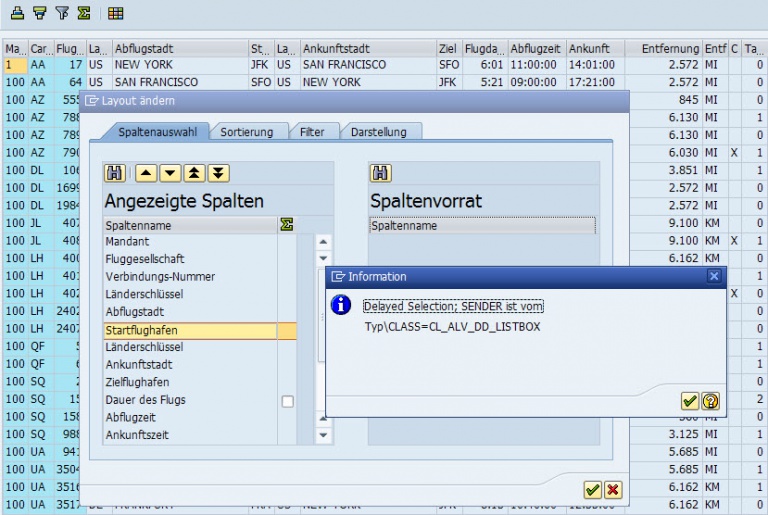 Ma... Car... Flug... La... Abflugstadt St... La... Ankunftstadt Ziel Flugda... Abflugzeit Ankunft Entfernung Entf C Ta...
1 AA 17 US NEW YORK JFK US SAN FRANCISCO SFO 6:01 11:00:00 14:01:00 2.572 MI 0
100 AA 64 US SAN FRANCISCO SFO US NEW YORK JFK 5:21 09:00:00 17:21:00 2.572 MI 0
100 AZ 555 845 MI 0
100 AZ 788 6.130 MI 1
100 AZ 789 6.130 MI 1
100 AZ 790 6.030 MI X 1
100 DL 106 3.851 MI 1
100 DL 1699 2.572 MI 0
100 DL 1984 2.572 MI 0
100 JL 407 9.100 KM 0
100 JL 408 9.100 KM X 1
100 LH 400 6.162 KM 0
100 LH 401 1
100 LH 402 X 0
100 LH 2402 0
100 LH 2407 0
100 QF 5 1
100 QF 6 1
100 SQ 2
100 SQ 15 2
100 SQ 158 0
100 SQ 988 3.125 MI 1
100 UA 941 5.685 MI 1
100 UA 3504 5.685 MI 1
100 UA 3516 6.162 KM 0
100 UA 3517 DE FRANKFURT FRA US NEW YORK JFK 6.162 KM 0
Layout ändern
Spaltenauswahl Sortierung Filter Darstellung
Angezeigte Spalten
Spaltenname
Mandant
Fluggesellschaft
Verbindungs-Nummer
Länderschlüssel
Abflugstadt
Startflughafen
Länderschlüssel
Ankunftstadt
Zielflughafen
Dauer des Flugs
Abflugzeit
Ankunftszeit
Spaltenvorrat
Spaltenname
Information
Delayed Selection; SENDER ist vom
Typ\CLASS=CL_ALV_DD_LISTBOX